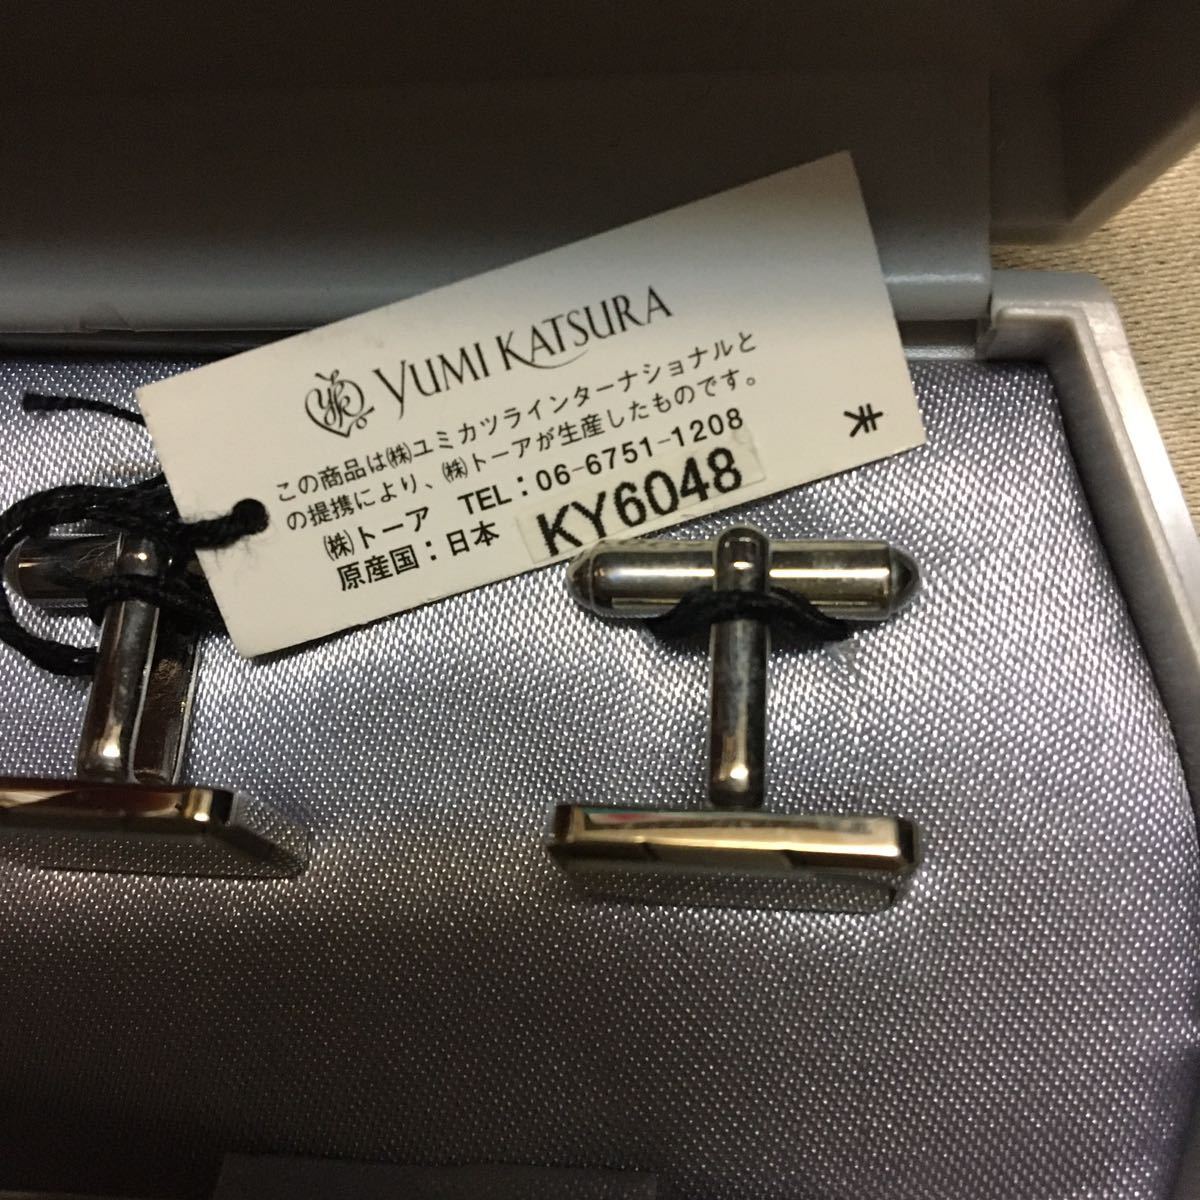 YUMI KATSURA
この商品は㈱ユミカツラインターナショナルと
の提携により、㈱トーアが生産したものです。
㈱トーア TEL：06-6751-1208
原産国：日本 KY6048